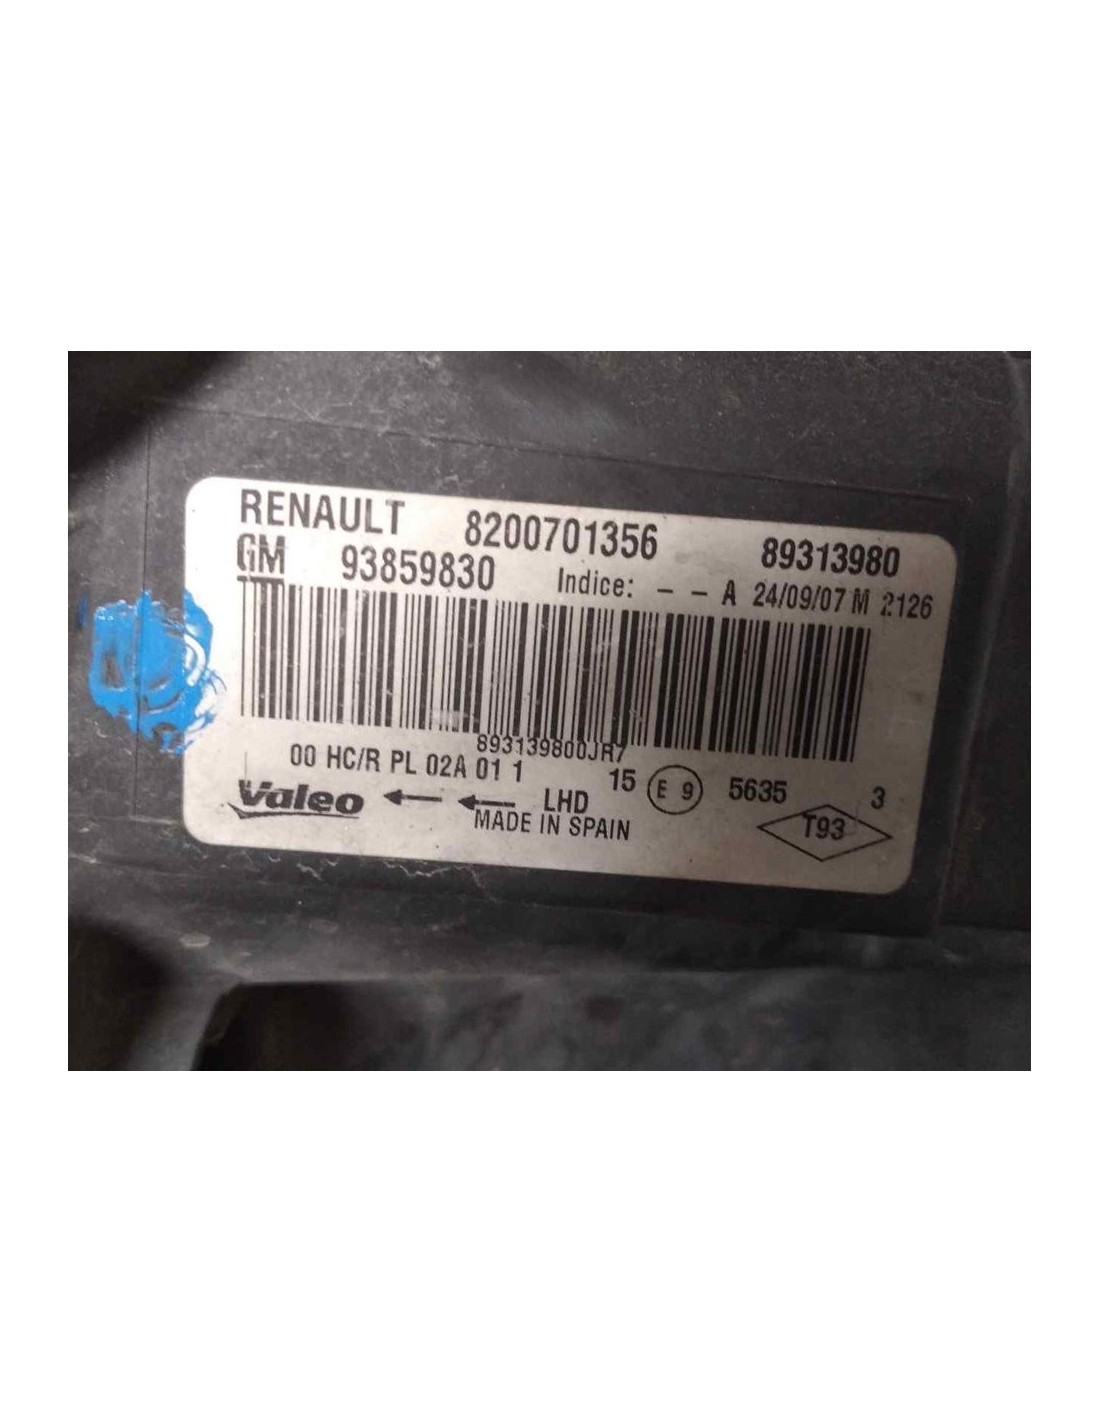 RENAULT 8200701356 89313980
GM 93859830 Indice: - - A 24/09/07 M 2126
893139800JR7
00 HC/R PL 02A 01 1 15 E 9 5635 3
Valeo LHD T93
MADE IN SPAIN